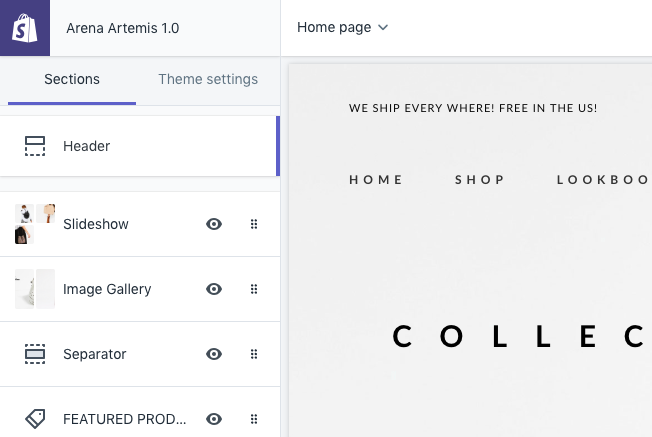 Arena Artemis 1.0
Home page
Sections
Theme settings
Header
Slideshow
Image Gallery
Separator
FEATURED PROD...
WE SHIP EVERY WHERE! FREE IN THE US!
HOME SHOP LOOKBOO
COLLEC